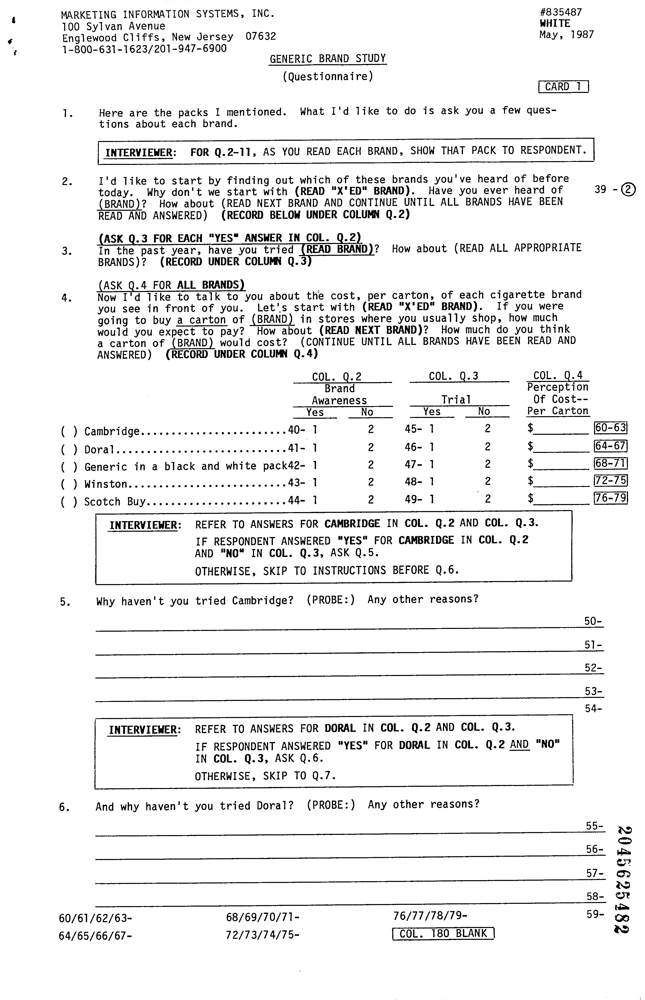 MARKETING INFORMATION SYSTEMS, INC.
100 Sylvan Avenue
Englewood Cliffs, New Jersey 07632
1-800-631-1623/201-947-6900
#835487
WHITE
May, 1987
GENERIC BRAND STUDY
(Questionnaire)
CARD 1
1. Here are the packs I mentioned. What I'd like to do is ask you a few ques-
tions about each brand.
INTERVIEWER: FOR Q.2-11, AS YOU READ EACH BRAND, SHOW THAT PACK TO RESPONDENT.
2. I'd like to start by finding out which of these brands you've heard of before
today. Why don't we start with (READ "X'ED" BRAND). Have you ever heard of 39 - 2
(BRAND)? How about (READ NEXT BRAND AND CONTINUE UNTIL ALL BRANDS HAVE BEEN
READ AND ANSWERED) (RECORD BELOW UNDER COLUMN Q.2)
(ASK Q.3 FOR EACH "YES" ANSWER IN COL. Q.2)
3. In the past year, have you tried (READ BRAND)? How about (READ ALL APPROPRIATE
BRANDS)? (RECORD UNDER COLUMN Q.3)
(ASK Q.4 FOR ALL BRANDS)
4. Now I'd like to talk to you about the cost, per carton, of each cigarette brand
you see in front of you. Let's start with (READ "X'ED" BRAND). If you were
going to buy a carton of (BRAND) in stores where you usually shop, how much
would you expect to pay? How about (READ NEXT BRAND)? How much do you think
a carton of (BRAND) would cost? (CONTINUE UNTIL ALL BRANDS HAVE BEEN READ AND
ANSWERED) (RECORD UNDER COLUMN Q.4)
COL. Q.2 COL. Q.3 COL. Q.4
Brand Perception
Awareness Trial Of Cost--
Yes No Yes No Per Carton
( ) Cambridge.......................40- 1 2 45- 1 2 $________ 60-63
( ) Doral...........................41- 1 2 46- 1 2 $________ 64-67
( ) Generic in a black and white pack42- 1 2 47- 1 2 $________ 68-71
( ) Winston.........................43- 1 2 48- 1 2 $________ 72-75
( ) Scotch Buy......................44- 1 2 49- 1 2 $________ 76-79
INTERVIEWER: REFER TO ANSWERS FOR CAMBRIDGE IN COL. Q.2 AND COL. Q.3.
IF RESPONDENT ANSWERED "YES" FOR CAMBRIDGE IN COL. Q.2
AND "NO" IN COL. Q.3, ASK Q.5.
OTHERWISE, SKIP TO INSTRUCTIONS BEFORE Q.6.
5. Why haven't you tried Cambridge? (PROBE:) Any other reasons?
50-
51-
52-
53-
54-
INTERVIEWER: REFER TO ANSWERS FOR DORAL IN COL. Q.2 AND COL. Q.3.
IF RESPONDENT ANSWERED "YES" FOR DORAL IN COL. Q.2 AND "NO"
IN COL. Q.3, ASK Q.6.
OTHERWISE, SKIP TO Q.7.
6. And why haven't you tried Doral? (PROBE:) Any other reasons?
55-
56-
57-
58-
59-
60/61/62/63- 68/69/70/71- 76/77/78/79-
64/65/66/67- 72/73/74/75- COL. 180 BLANK
2045625482